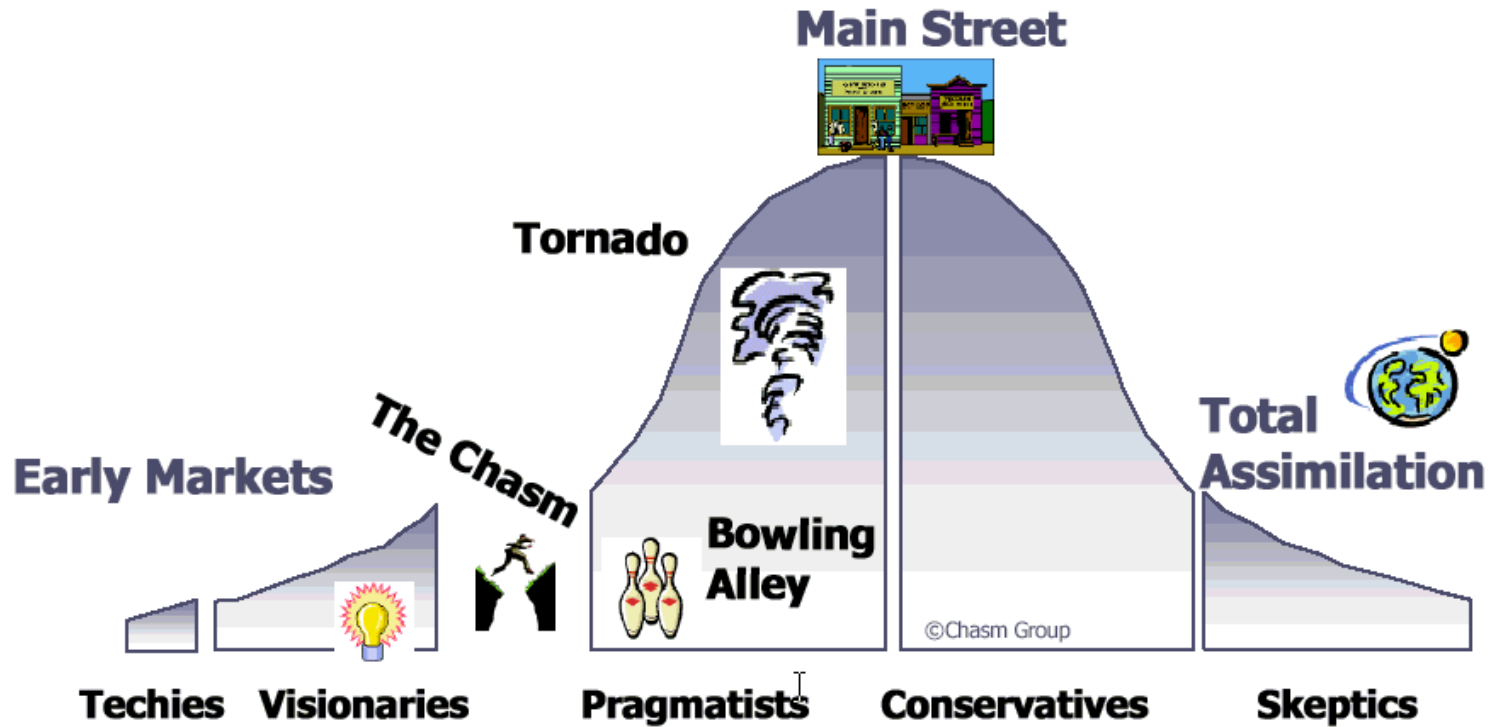 Main Street
Tornado
The Chasm
Early Markets
Total
Assimilation
Bowling
Alley
©Chasm Group
Techies
Visionaries
Pragmatists
Conservatives
Skeptics